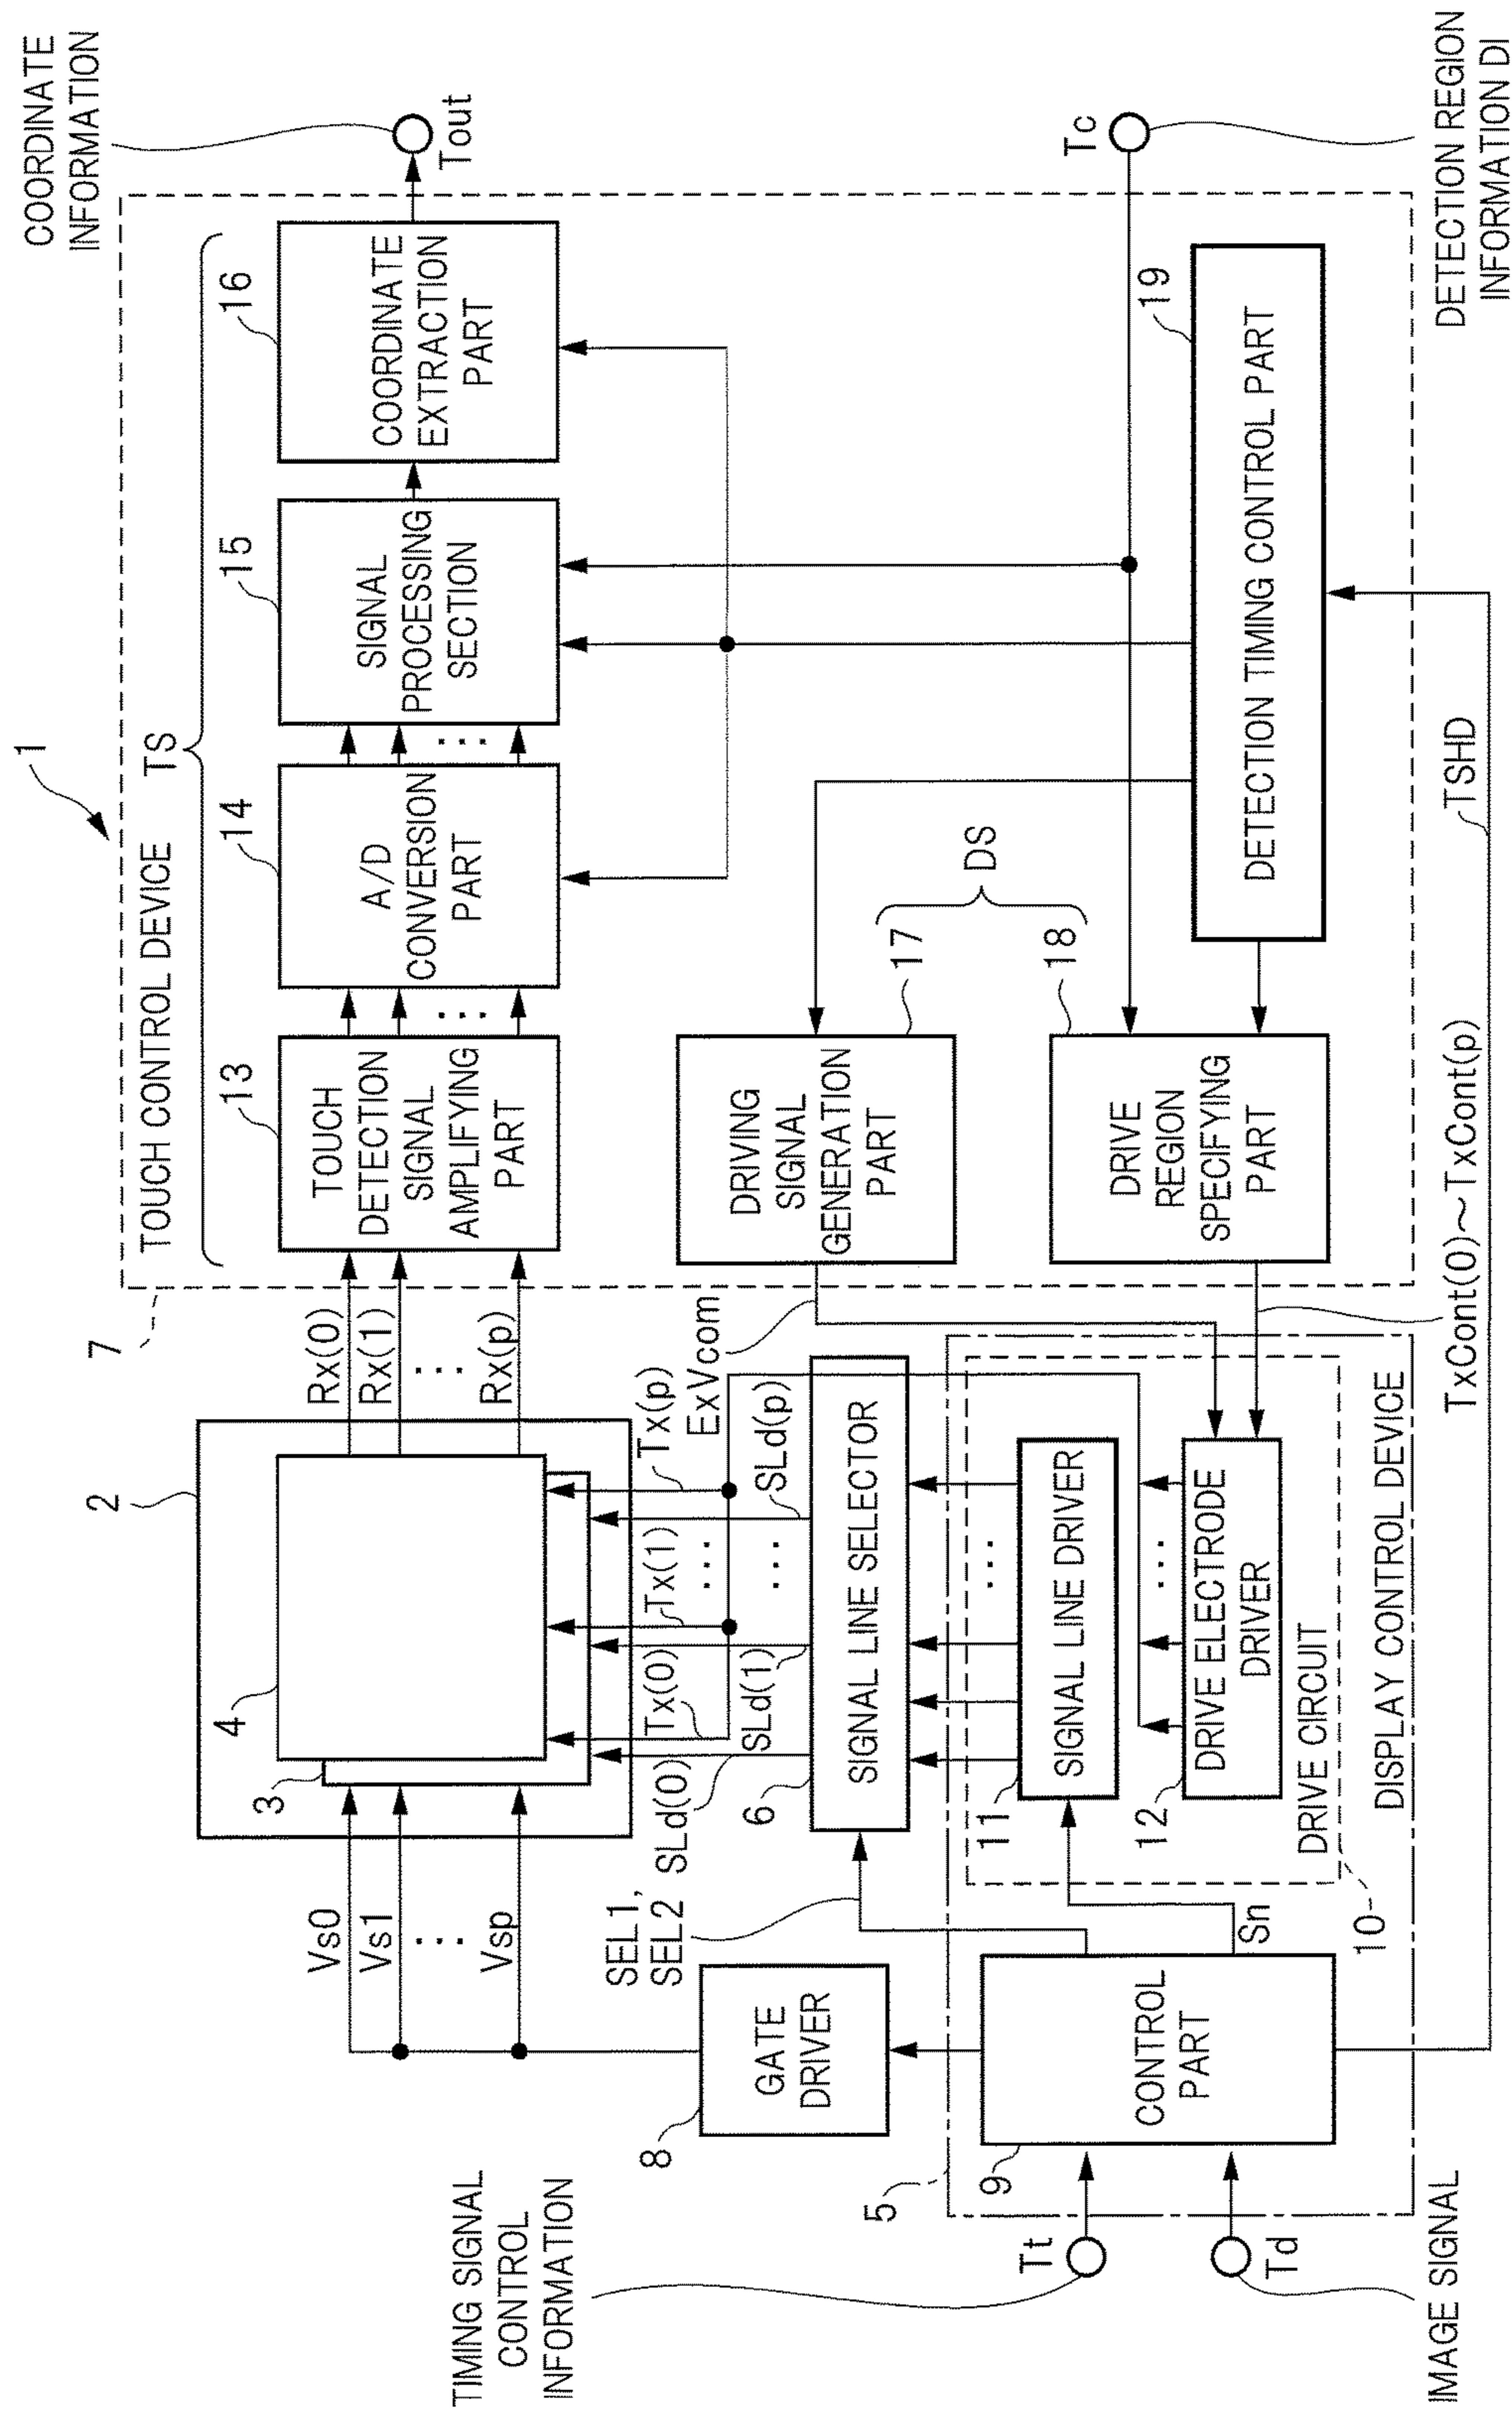 1
TOUCH CONTROL DEVICE
TS
7
COORDINATE
INFORMATION
Tout
2
4
3
Vs0
Vs1
...
Vsp
Rx(0)
Rx(1)
...
Rx(p)
13
TOUCH
DETECTION
SIGNAL
AMPLIFYING
PART
...
14
A/D
CONVERSION
PART
...
15
SIGNAL
PROCESSING
SECTION
16
COORDINATE
EXTRACTION
PART
Tx(0)
Tx(1)
...
Tx(p)
SLd(0)
SLd(1)
...
SLd(p)
ExVcom
TIMING SIGNAL
CONTROL
INFORMATION
SEL1,
SEL2
8
GATE
DRIVER
6
SIGNAL LINE SELECTOR
...
17
DRIVING
SIGNAL
GENERATION
PART
DS
18
DRIVE
REGION
SPECIFYING
PART
Tc
5
9
CONTROL
PART
Tt
Td
Sn
11
SIGNAL LINE DRIVER
...
12
DRIVE ELECTRODE
DRIVER
DRIVE CIRCUIT
10
DISPLAY CONTROL DEVICE
19
DETECTION TIMING CONTROL PART
IMAGE SIGNAL
TxCont(0)~TxCont(p)
TSHD
DETECTION REGION
INFORMATION DI